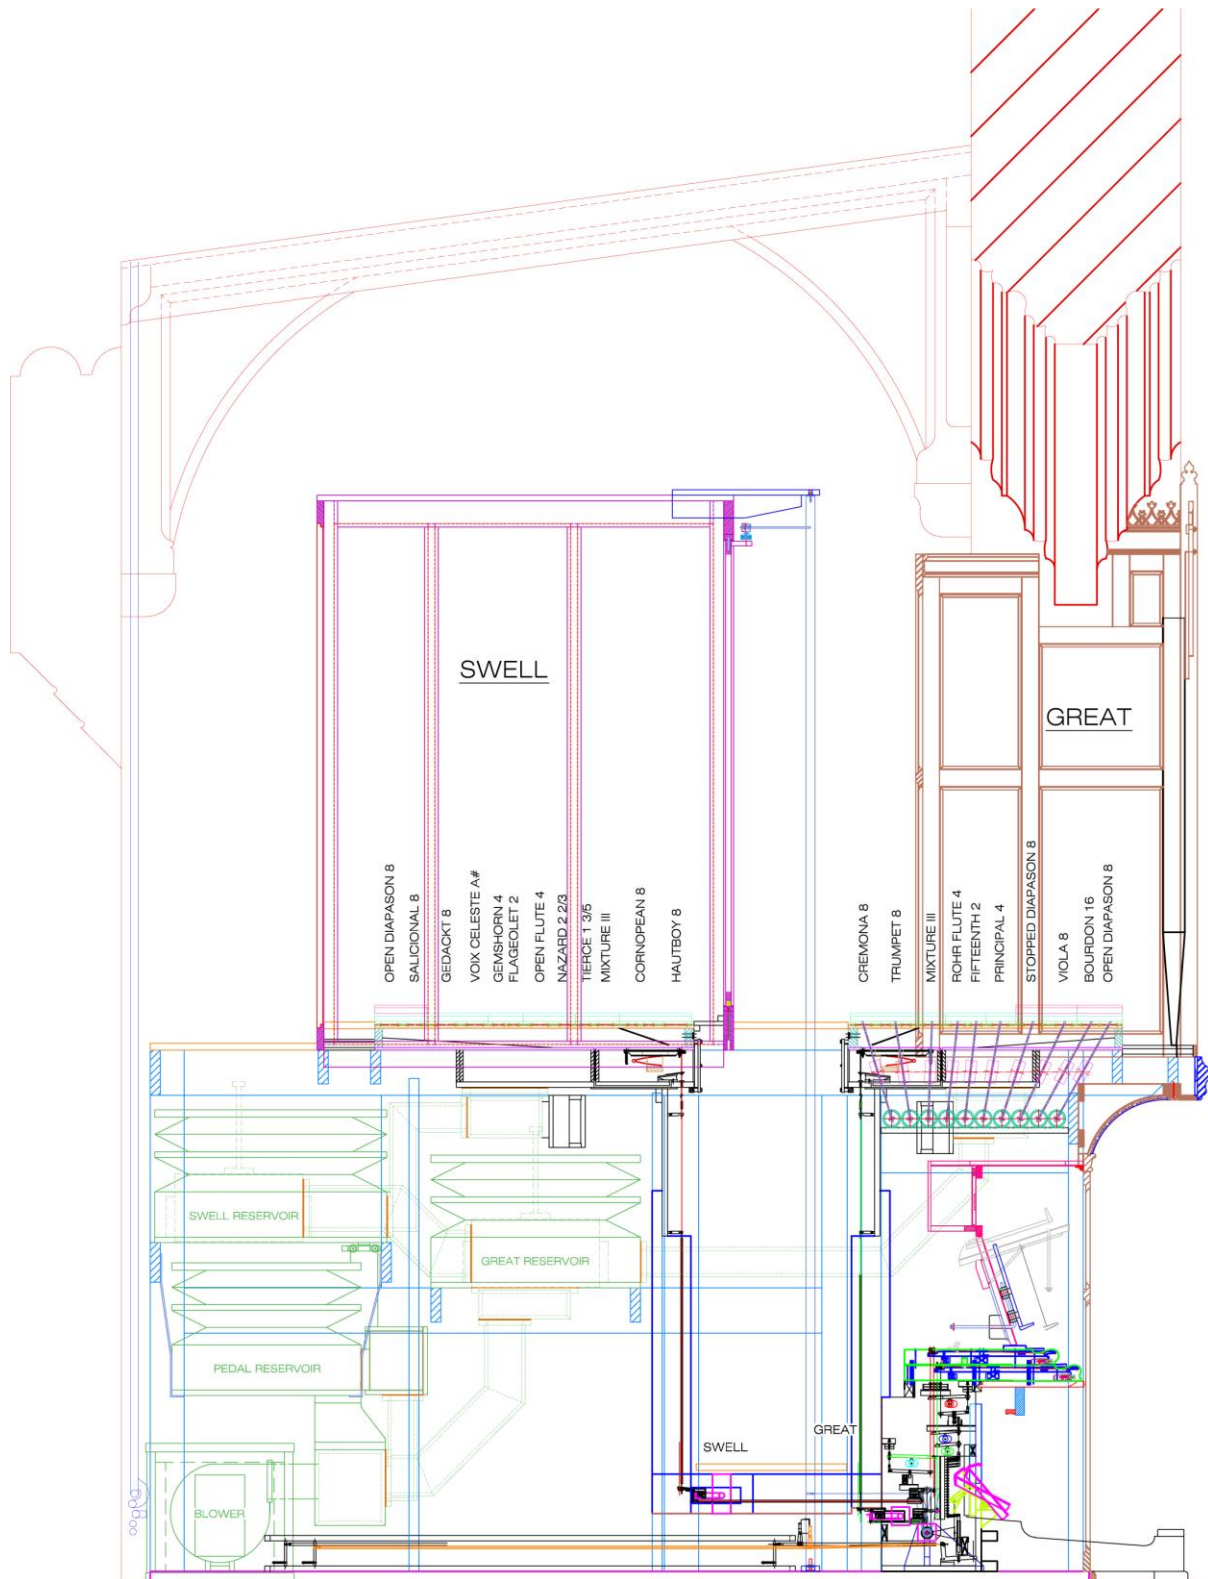 SWELL
GREAT
OPEN DIAPASON 8
SALICIONAL 8
GEDACKT 8
VOIX CELESTE A#
GEMSHORN 4
FLAGEOLET 2
OPEN FLUTE 4
NAZARD 2 2/3
TIERCE 1 3/5
MIXTURE III
CORNOPEAN 8
HAUTBOY 8
CREMONA 8
TRUMPET 8
MIXTURE III
ROHR FLUTE 4
FIFTEENTH 2
PRINCIPAL 4
STOPPED DIAPASON 8
VIOLA 8
BOURDON 16
OPEN DIAPASON 8
SWELL RESERVOIR
GREAT RESERVOIR
PEDAL RESERVOIR
GREAT
SWELL
BLOWER